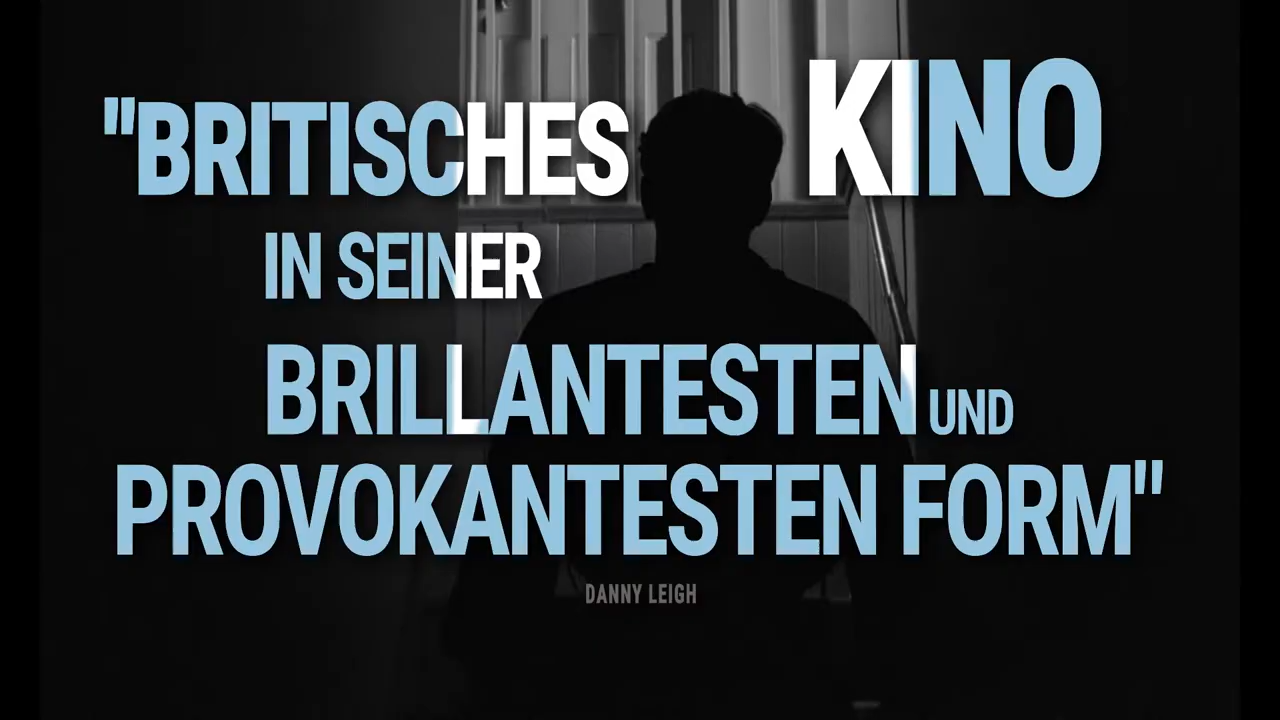 "BRITISCHES KINO
IN SEINER
BRILLANTESTEN UND
PROVOKANTESTEN FORM"
DANNY LEIGH